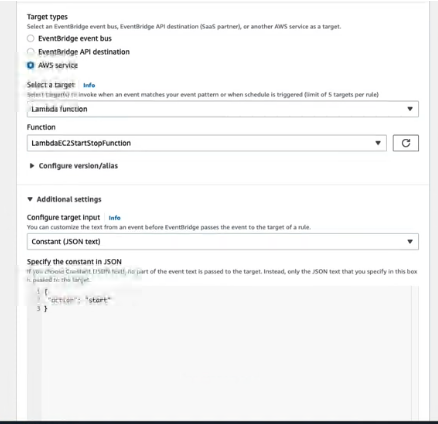 Target types
Select an EventBridge event bus, EventBridge API destination (SaaS partner), or another AWS service as a target.
EventBridge event bus
EventBridge API destination
AWS service
Select a target Info
Select target(s) to invoke when an event matches your event pattern or when schedule is triggered (limit of 5 targets per rule)
Lambda function
Function
LambdaEC2StartStopFunction
Configure version/alias
Additional settings
Configure target input Info
You can customize the text from an event before EventBridge passes the event to the target of a rule.
Constant (JSON text)
Specify the constant in JSON
If you choose Constant (JSON text), no part of the event text is passed to the target. Instead, only the JSON text that you specify in this box
is passed to the target.
1 {
2 "action": "start"
3 }